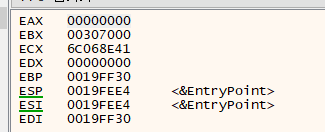 EAX 00000000
EBX 00307000
ECX 6C068E41
EDX 00000000
EBP 0019FF30
ESP 0019FEE4 <&EntryPoint>
ESI 0019FEE4 <&EntryPoint>
EDI 0019FF30